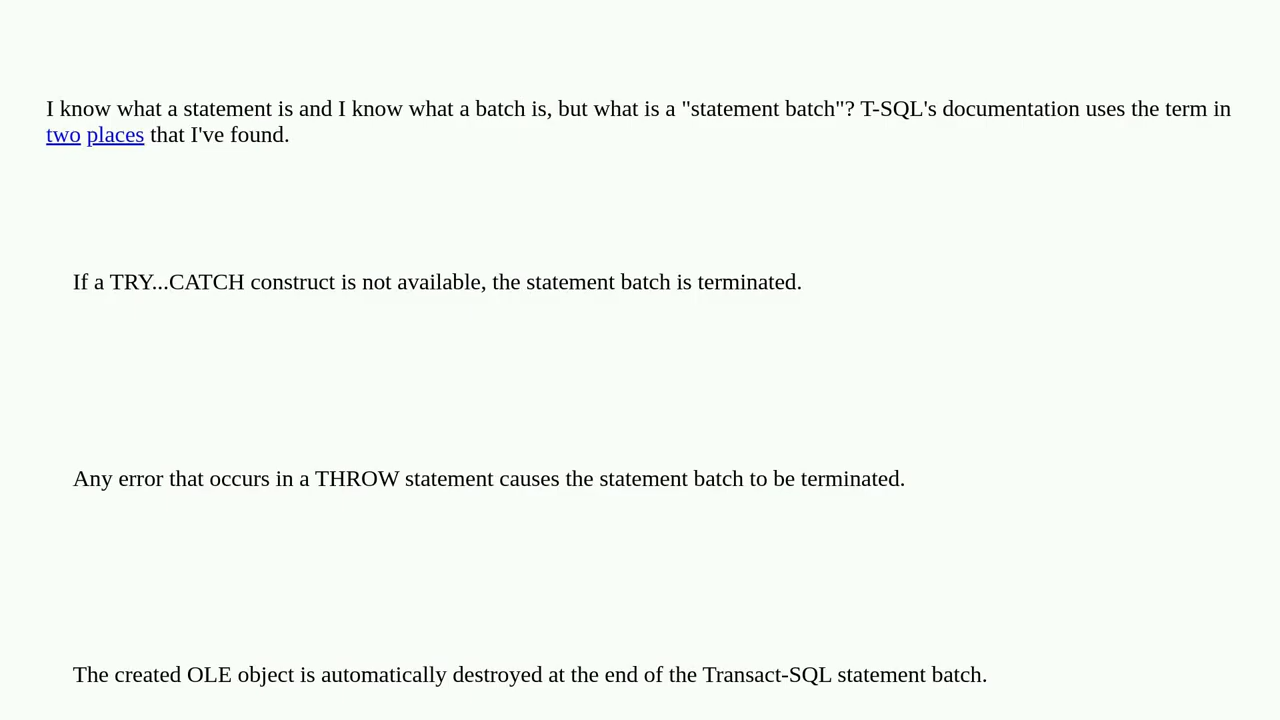 I know what a statement is and I know what a batch is, but what is a "statement batch"? T-SQL's documentation uses the term in
two places that I've found.
If a TRY...CATCH construct is not available, the statement batch is terminated.
Any error that occurs in a THROW statement causes the statement batch to be terminated.
The created OLE object is automatically destroyed at the end of the Transact-SQL statement batch.